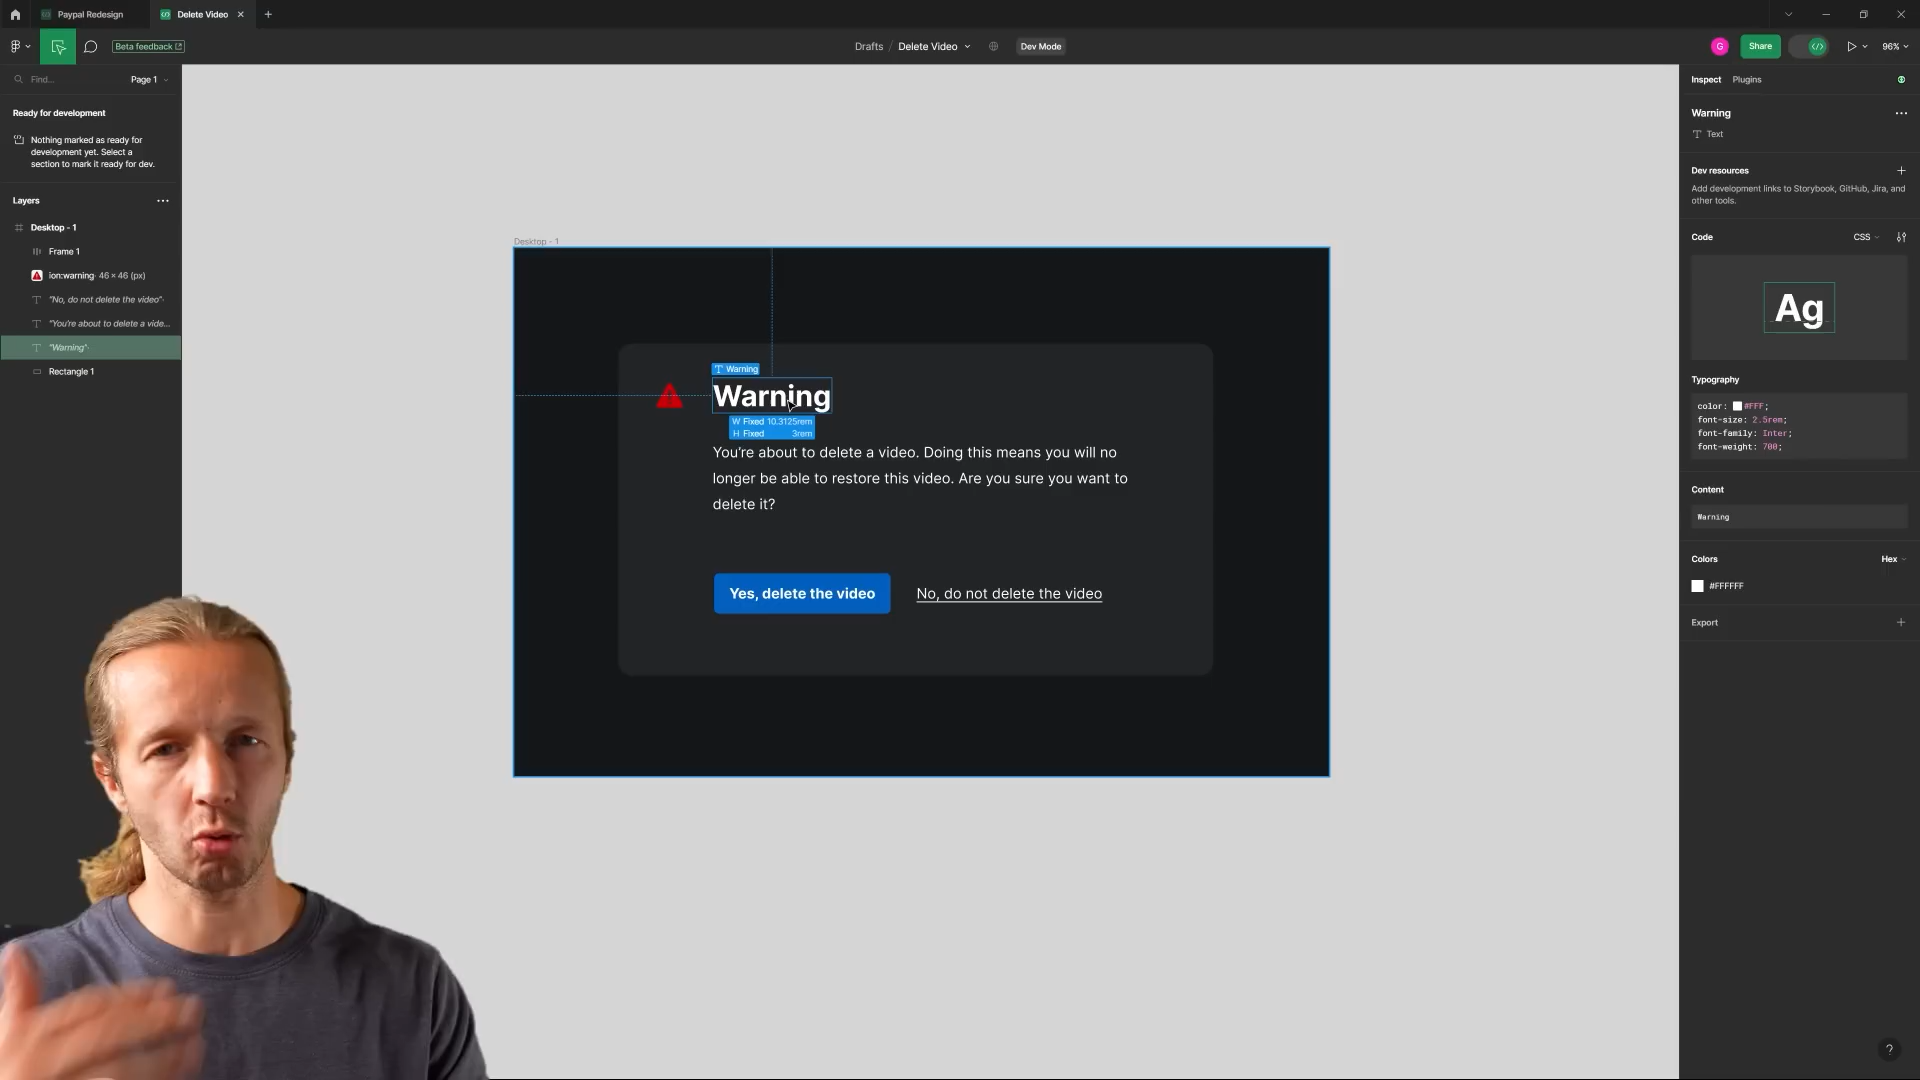 Paypal Redesign
Delete Video
Beta feedback
Drafts / Delete Video
Dev Mode
G
Share
96%
Find...
Page 1
Ready for development
Nothing marked as ready for
development yet. Select a
section to mark it ready for dev.
Layers
Desktop - 1
Frame 1
ion:warning 46 × 46 (px)
"No, do not delete the video"
"You're about to delete a vide...
"Warning"
Rectangle 1
Desktop - 1
Warning
Warning
W Fixed 10.3125rem
H Fixed 3rem
You're about to delete a video. Doing this means you will no
longer be able to restore this video. Are you sure you want to
delete it?
Yes, delete the video
No, do not delete the video
Inspect
Plugins
Warning
Text
Dev resources
Add development links to Storybook, GitHub, Jira, and
other tools.
Code
CSS
Ag
Typography
color: #FFF;
font-size: 2.5rem;
font-family: Inter;
font-weight: 700;
Content
Warning
Colors
Hex
#FFFFFF
Export
?